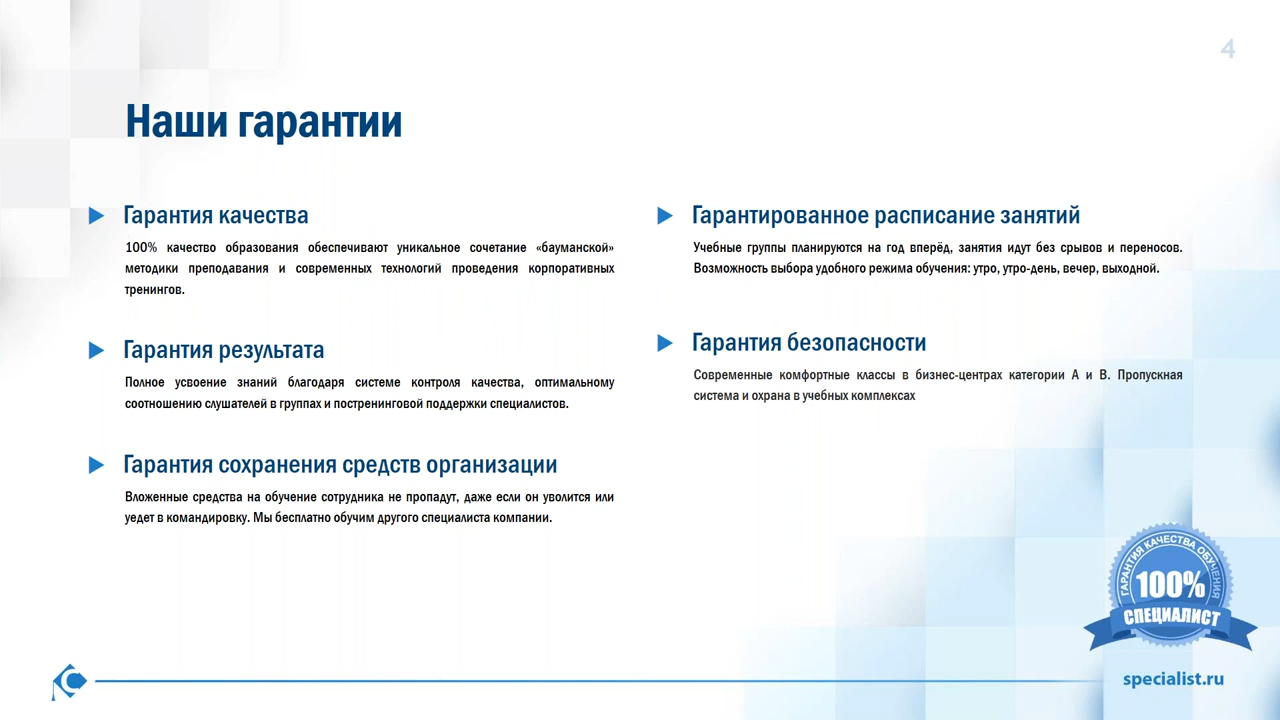 4
Наши гарантии
Гарантия качества
100% качество образования обеспечивают уникальное сочетание «бауманской»
методики преподавания и современных технологий проведения корпоративных
тренингов.
Гарантия результата
Полное усвоение знаний благодаря системе контроля качества, оптимальному
соотношению слушателей в группах и постренинговой поддержки специалистов.
Гарантия сохранения средств организации
Вложенные средства на обучение сотрудника не пропадут, даже если он уволится или
уедет в командировку. Мы бесплатно обучим другого специалиста компании.
Гарантированное расписание занятий
Учебные группы планируются на год вперёд, занятия идут без срывов и переносов.
Возможность выбора удобного режима обучения: утро, утро-день, вечер, выходной.
Гарантия безопасности
Современные комфортные классы в бизнес-центрах категории А и В. Пропускная
система и охрана в учебных комплексах
ГАРАНТИЯ КАЧЕСТВА ОБУЧЕНИЯ
100%
СПЕЦИАЛИСТ
specialist.ru